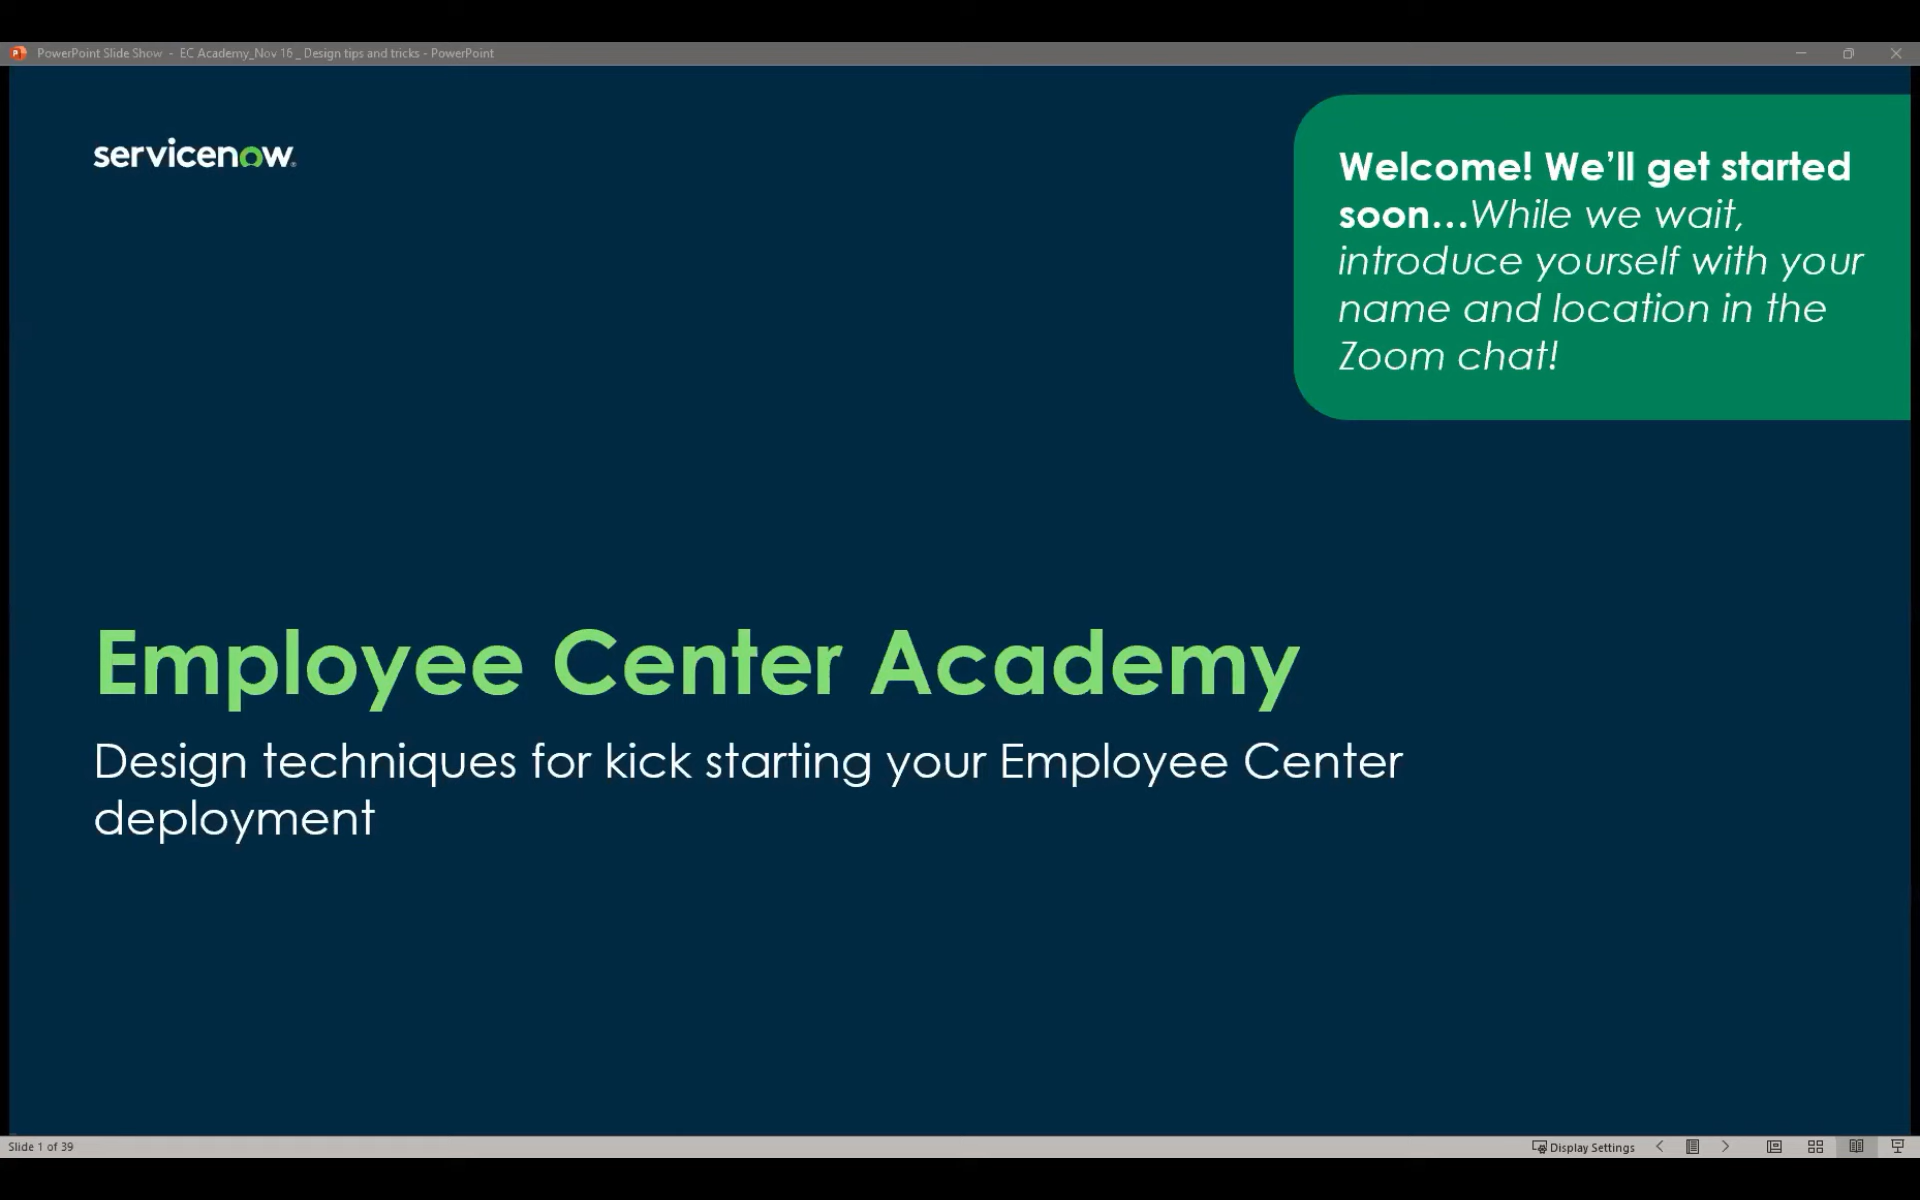 PowerPoint Slide Show - EC Academy_Nov 16 _ Design tips and tricks - PowerPoint
servicenow®
Welcome! We’ll get started
soon...While we wait,
introduce yourself with your
name and location in the
Zoom chat!
Employee Center Academy
Design techniques for kick starting your Employee Center
deployment
Slide 1 of 39
Display Settings